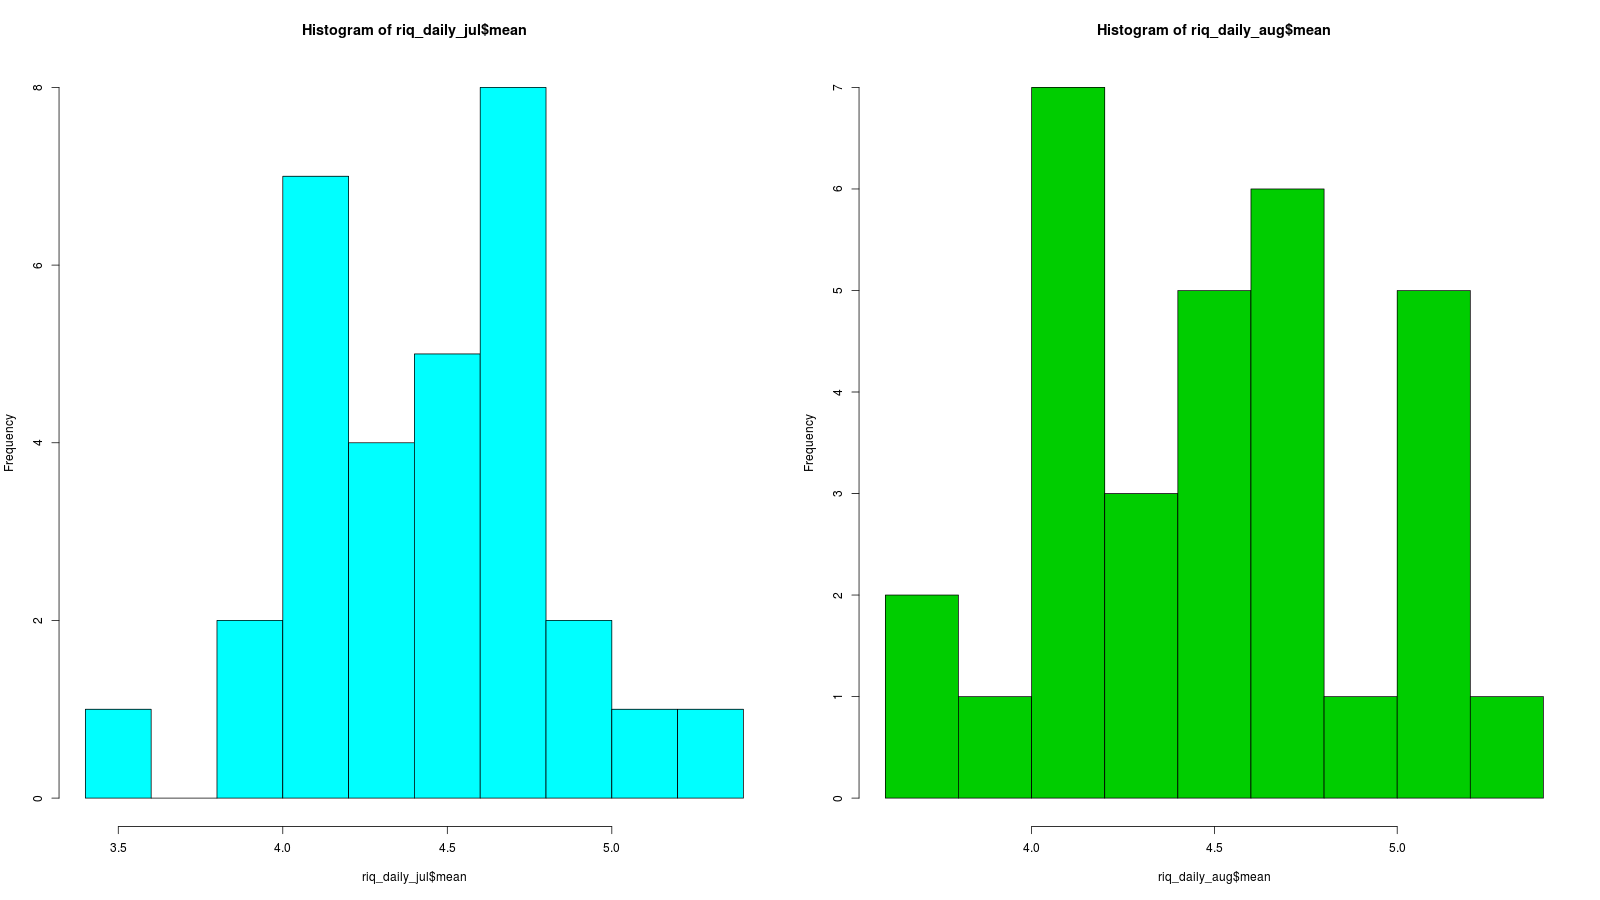 Histogram of riq_daily_jul$mean
Frequency
8
6
4
2
0
3.5 4.0 4.5 5.0
riq_daily_jul$mean
Histogram of riq_daily_aug$mean
Frequency
7
6
5
4
3
2
1
0
4.0 4.5 5.0
riq_daily_aug$mean